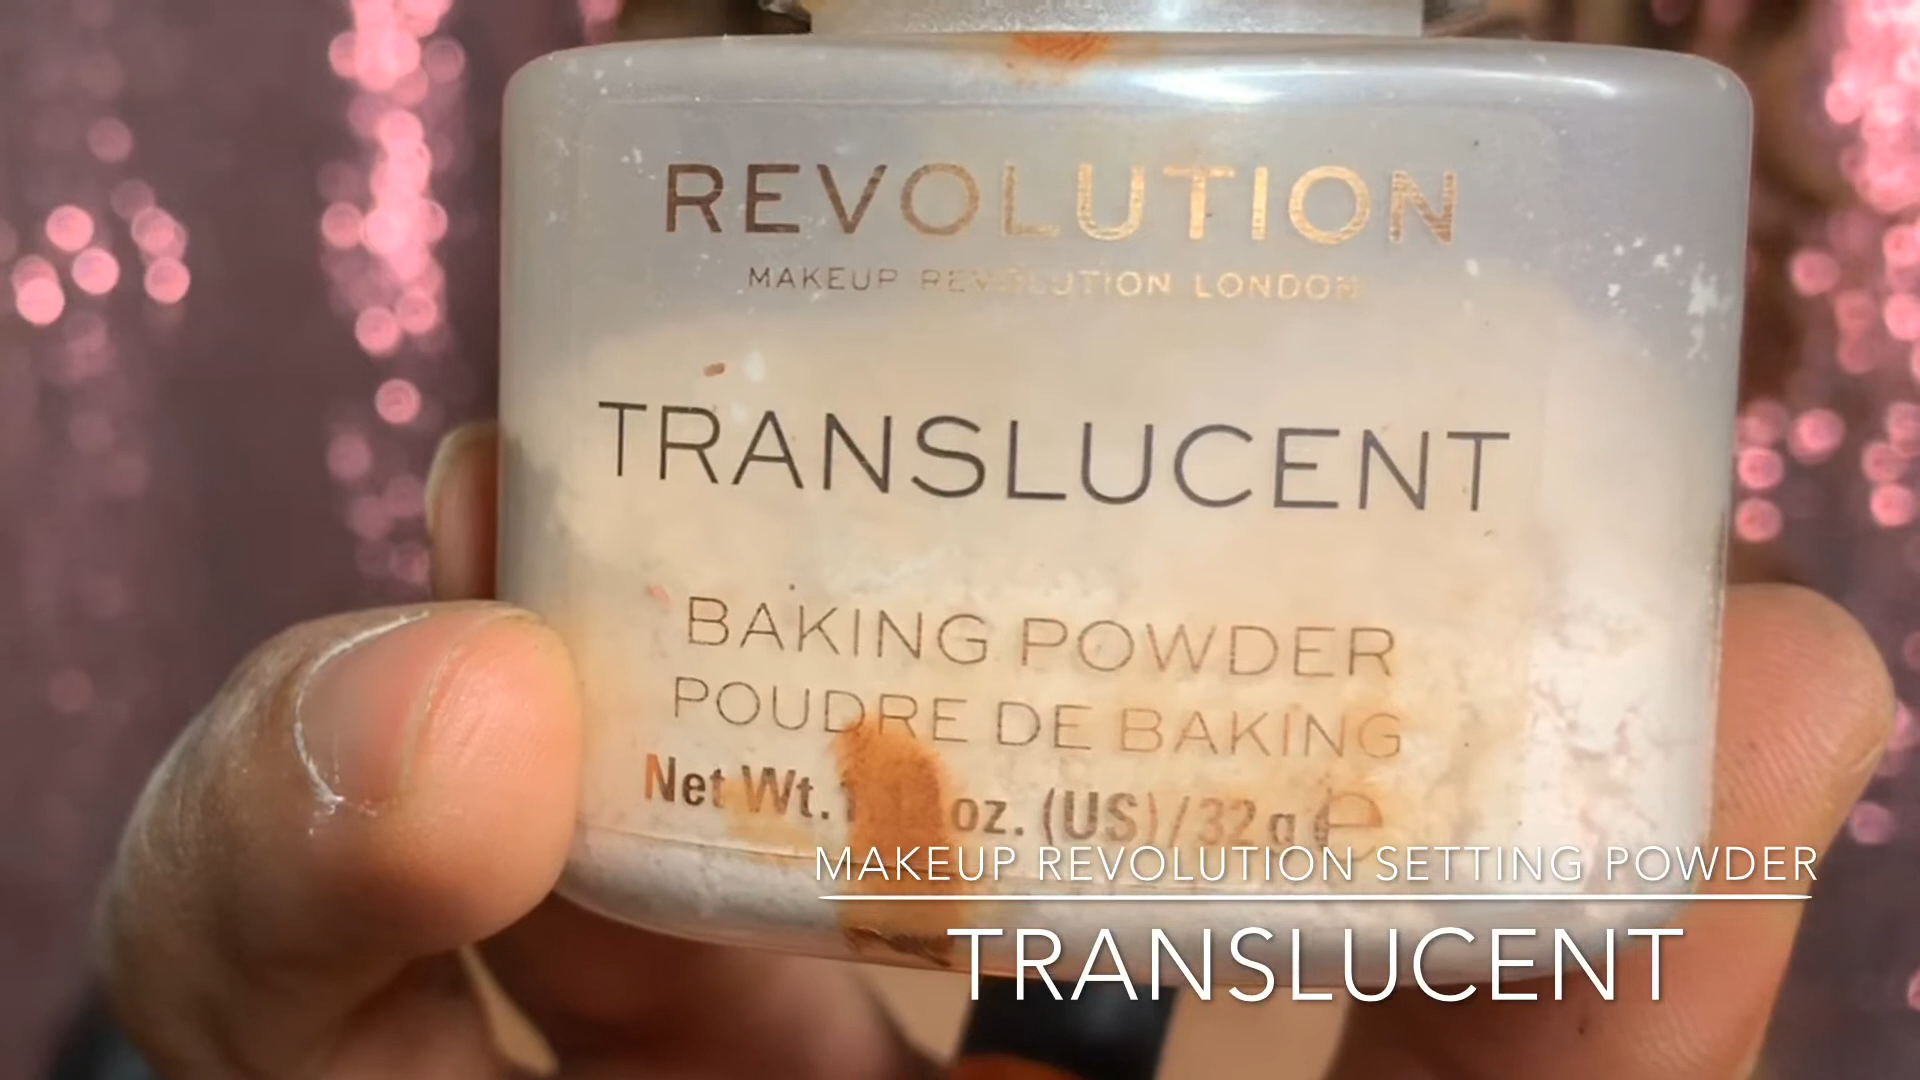 REVOLUTION
MAKEUP REVOLUTION LONDON
TRANSLUCENT
BAKING POWDER
POUDRE DE BAKING
Net Wt. oz. (US)/32g e
MAKEUP REVOLUTION SETTING POWDER
TRANSLUCENT